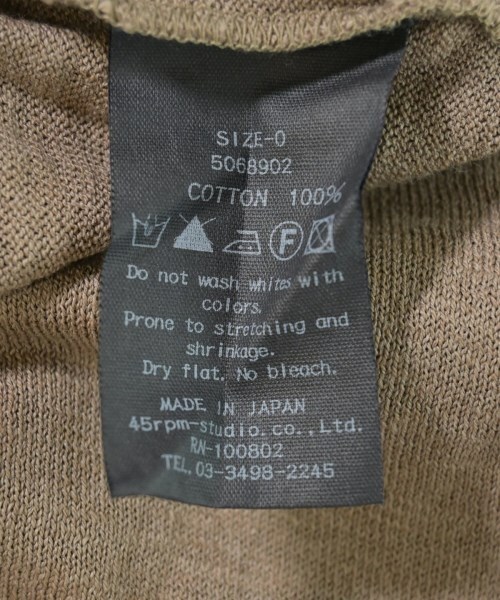 SIZE-0
5068902
COTTON 100%
F
Do not wash whites with
colors.
Prone to stretching and
shrinkage.
Dry flat. No bleach.
MADE IN JAPAN
45rpm-studio.co.,Ltd.
RN-100802
TEL.03-3498-2245